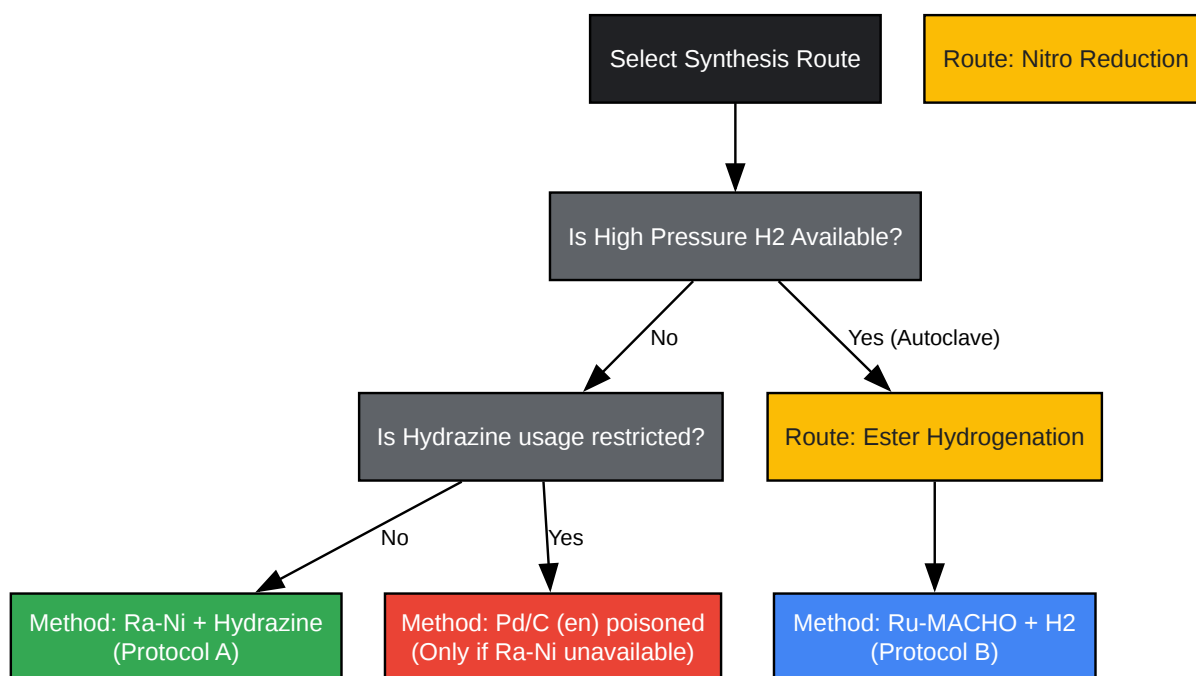 Select Synthesis Route
Route: Nitro Reduction
Is High Pressure H2 Available?
No
Yes (Autoclave)
Is Hydrazine usage restricted?
Route: Ester Hydrogenation
No
Yes
Method: Ra-Ni + Hydrazine
(Protocol A)
Method: Pd/C (en) poisoned
(Only if Ra-Ni unavailable)
Method: Ru-MACHO + H2
(Protocol B)